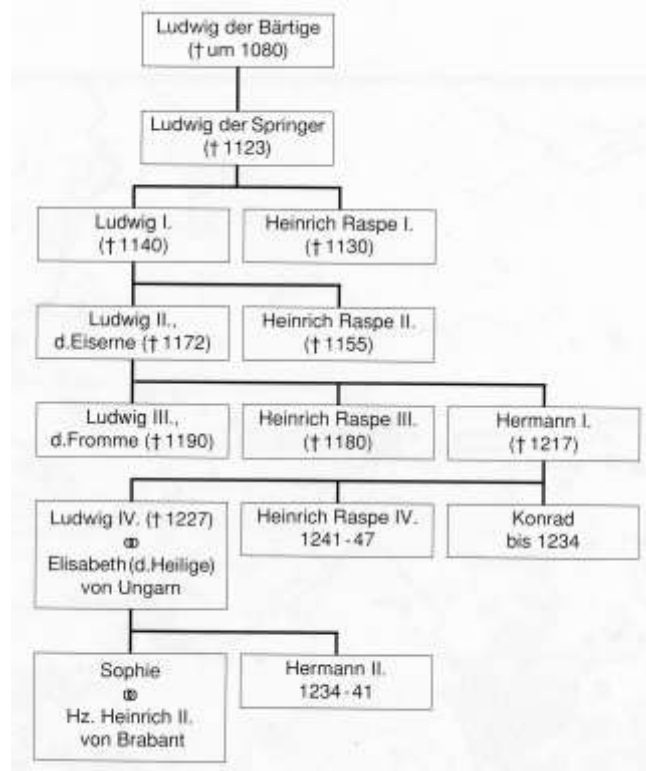 Ludwig der Bärtige
(† um 1080)
Ludwig der Springer
(† 1123)
Ludwig I.
(† 1140)
Heinrich Raspe I.
(† 1130)
Ludwig II.,
d.Eiserne († 1172)
Heinrich Raspe II.
(† 1155)
Ludwig III.,
d.Fromme († 1190)
Heinrich Raspe III.
(† 1180)
Hermann I.
(† 1217)
Ludwig IV. († 1227)
⚭
Elisabeth (d.Heilige)
von Ungarn
Heinrich Raspe IV.
1241 - 47
Konrad
bis 1234
Sophie
⚭
Hz. Heinrich II.
von Brabant
Hermann II.
1234 - 41